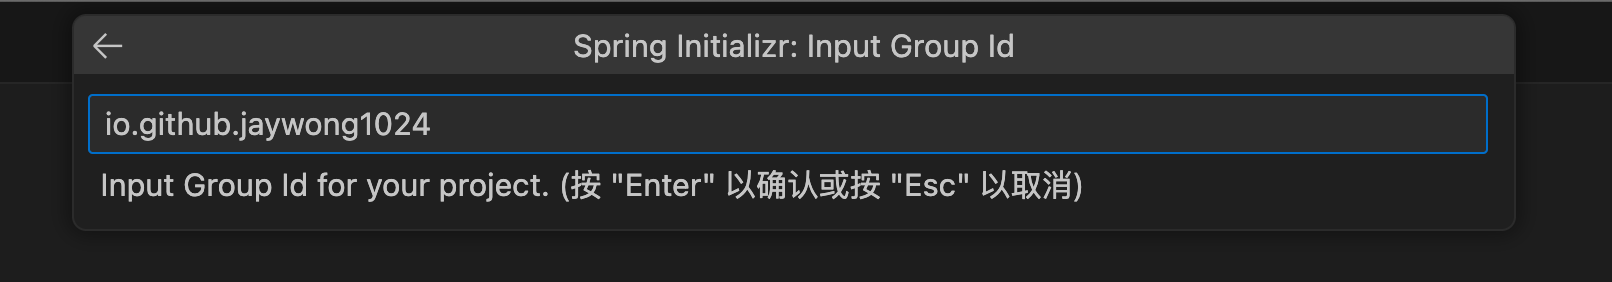 Spring Initializr: Input Group Id
io.github.jaywong1024
Input Group Id for your project. (按 "Enter" 以确认或按 "Esc" 以取消)